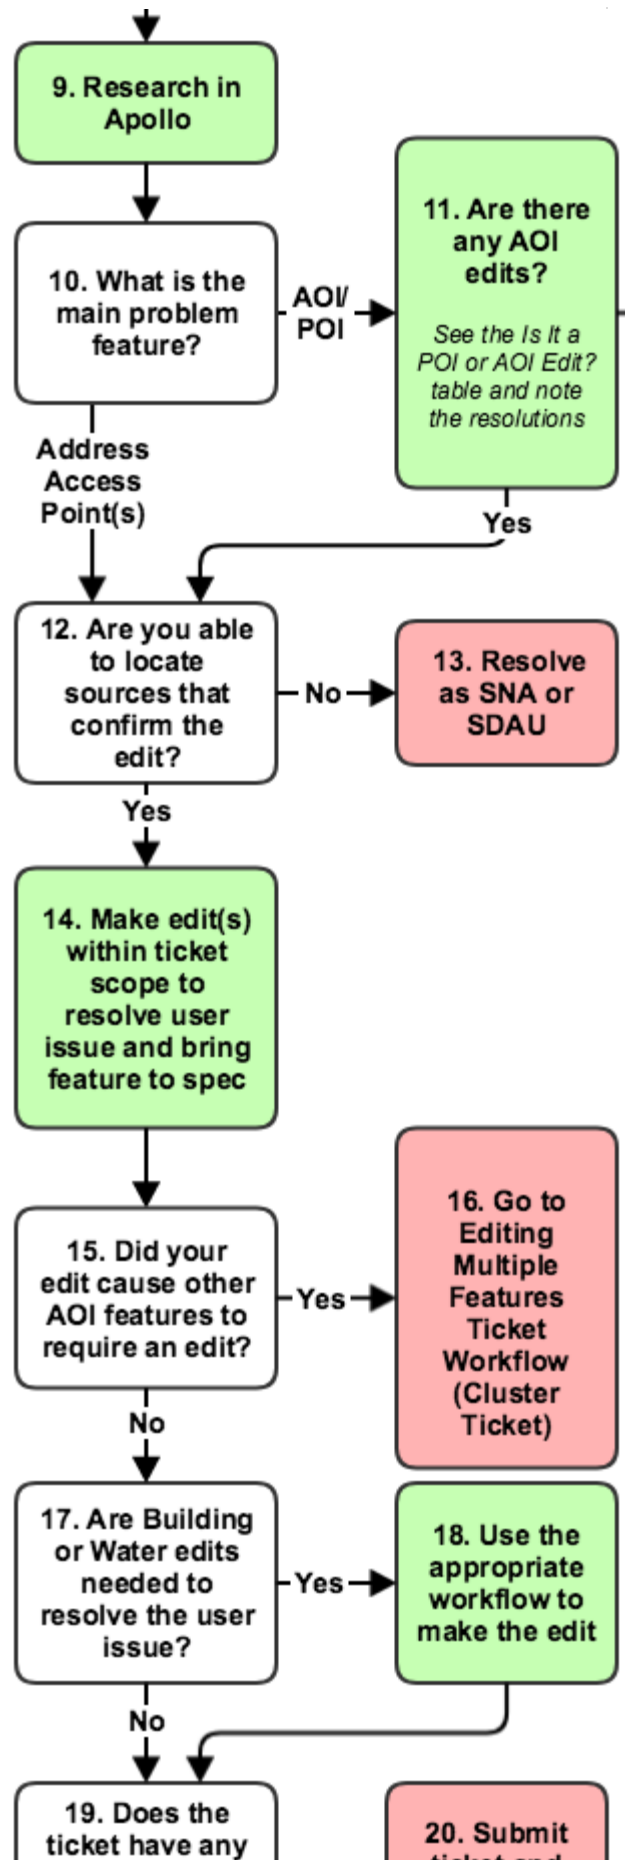 9. Research in
Apollo
10. What is the
main problem
feature?
AOI/
POI
11. Are there
any AOI
edits?
See the Is It a
POI or AOI Edit?
table and note
the resolutions
Address
Access
Point(s)
Yes
12. Are you able
to locate
sources that
confirm the
edit?
No
13. Resolve
as SNA or
SDAU
Yes
14. Make edit(s)
within ticket
scope to
resolve user
issue and bring
feature to spec
15. Did your
edit cause other
AOI features to
require an edit?
Yes
16. Go to
Editing
Multiple
Features
Ticket
Workflow
(Cluster
Ticket)
No
17. Are Building
or Water edits
needed to
resolve the user
issue?
Yes
18. Use the
appropriate
workflow to
make the edit
No
19. Does the
ticket have any
20. Submit
ticket and